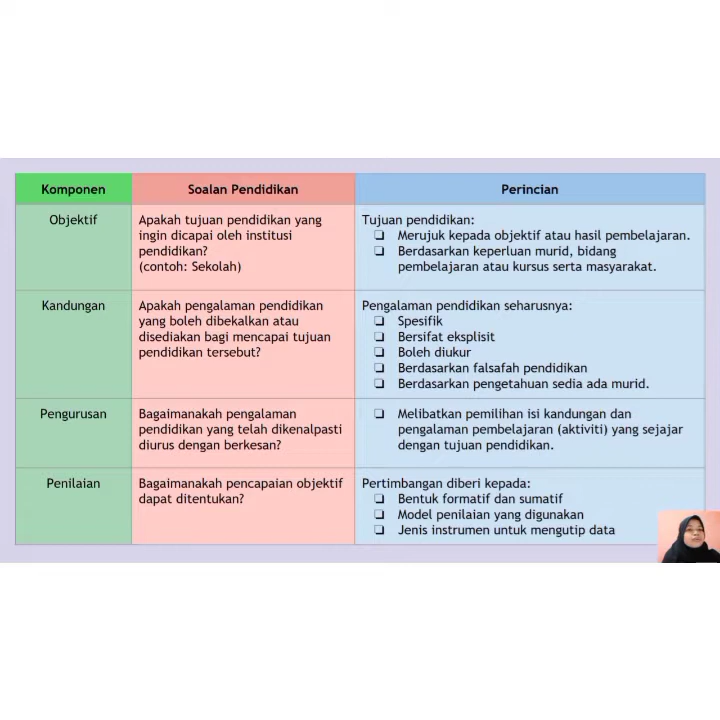 Komponen
Soalan Pendidikan
Perincian
Objektif
Apakah tujuan pendidikan yang
ingin dicapai oleh institusi
pendidikan?
(contoh: Sekolah)
Tujuan pendidikan:
Merujuk kepada objektif atau hasil pembelajaran.
Berdasarkan keperluan murid, bidang
pembelajaran atau kursus serta masyarakat.
Kandungan
Apakah pengalaman pendidikan
yang boleh dibekalkan atau
disediakan bagi mencapai tujuan
pendidikan tersebut?
Pengalaman pendidikan seharusnya:
Spesifik
Bersifat eksplisit
Boleh diukur
Berdasarkan falsafah pendidikan
Berdasarkan pengetahuan sedia ada murid.
Pengurusan
Bagaimanakah pengalaman
pendidikan yang telah dikenalpasti
diurus dengan berkesan?
Melibatkan pemilihan isi kandungan dan
pengalaman pembelajaran (aktiviti) yang sejajar
dengan tujuan pendidikan.
Penilaian
Bagaimanakah pencapaian objektif
dapat ditentukan?
Pertimbangan diberi kepada:
Bentuk formatif dan sumatif
Model penilaian yang digunakan
Jenis instrumen untuk mengutip data